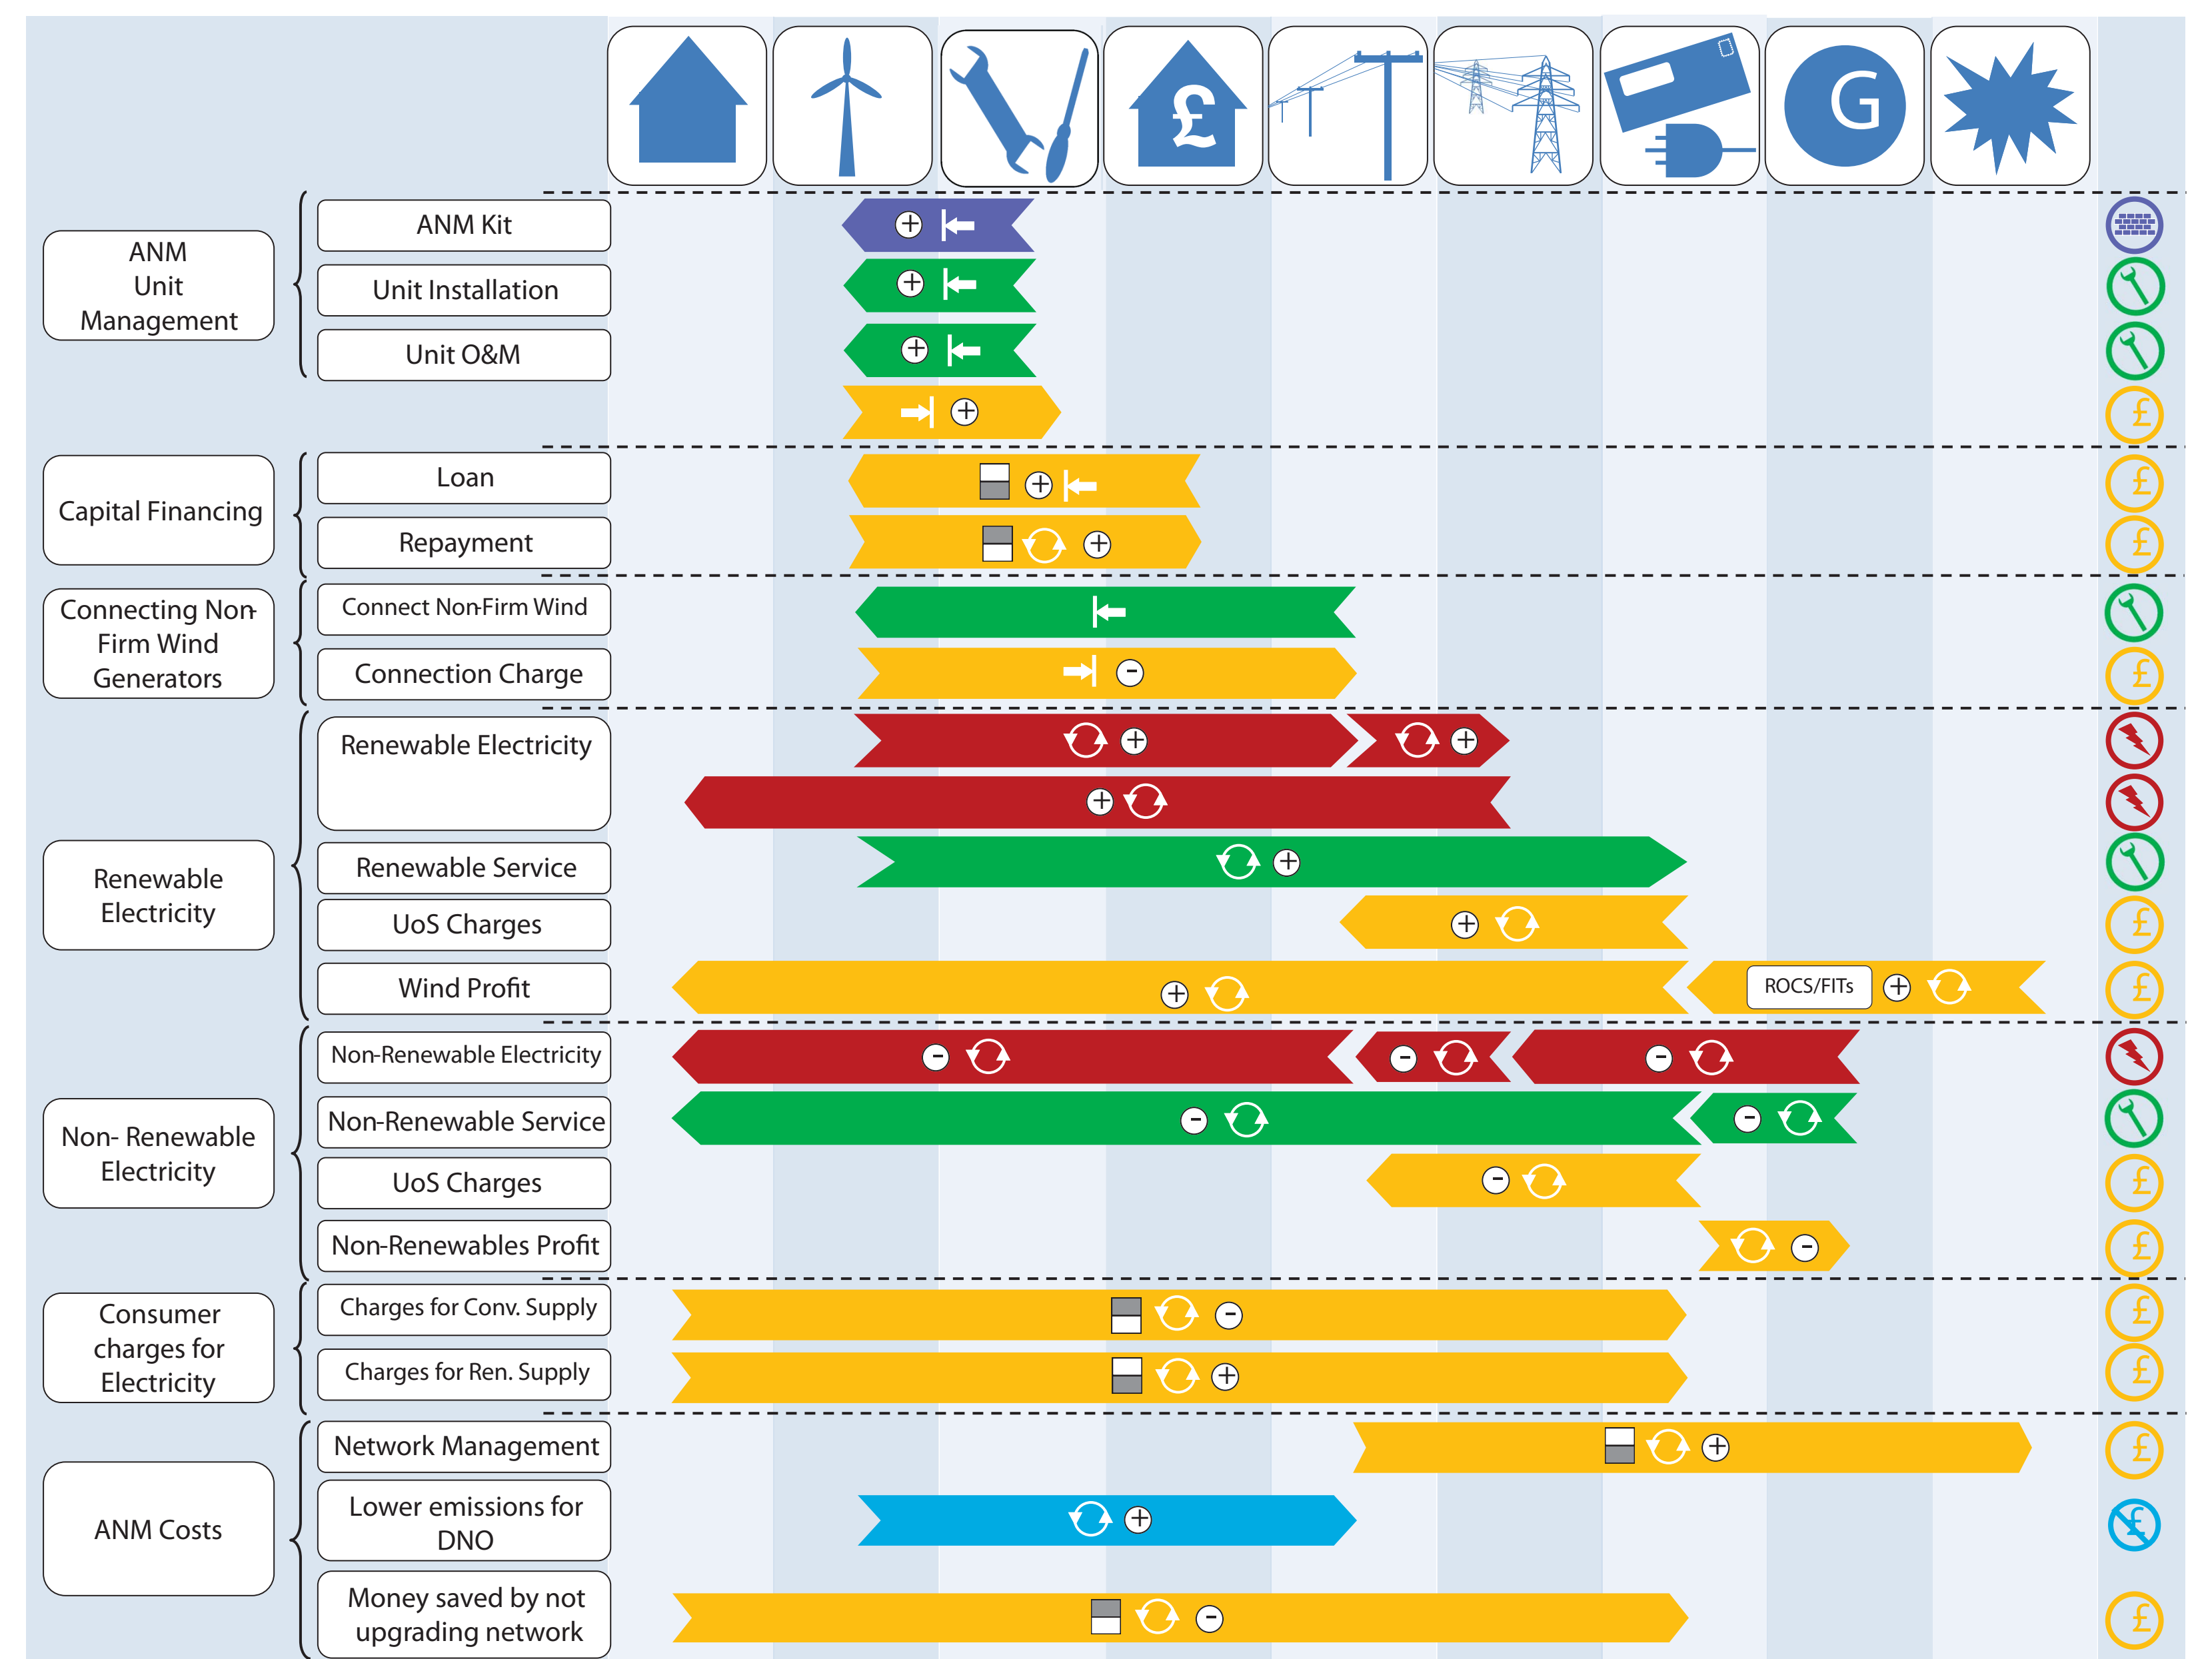 £
G
ANM
Unit
Management
ANM Kit
Unit Installation
Unit O&M
£
Capital Financing
Loan
£
Repayment
£
Connecting Non-
Firm Wind
Generators
Connect Non-Firm Wind
Connection Charge
£
Renewable
Electricity
Renewable Electricity
Renewable Service
UoS Charges
£
Wind Profit
ROCS/FITs
£
Non- Renewable
Electricity
Non-Renewable Electricity
Non-Renewable Service
UoS Charges
£
Non-Renewables Profit
£
Consumer
charges for
Electricity
Charges for Conv. Supply
£
Charges for Ren. Supply
£
ANM Costs
Network Management
£
Lower emissions for
DNO
£
Money saved by not
upgrading network
£